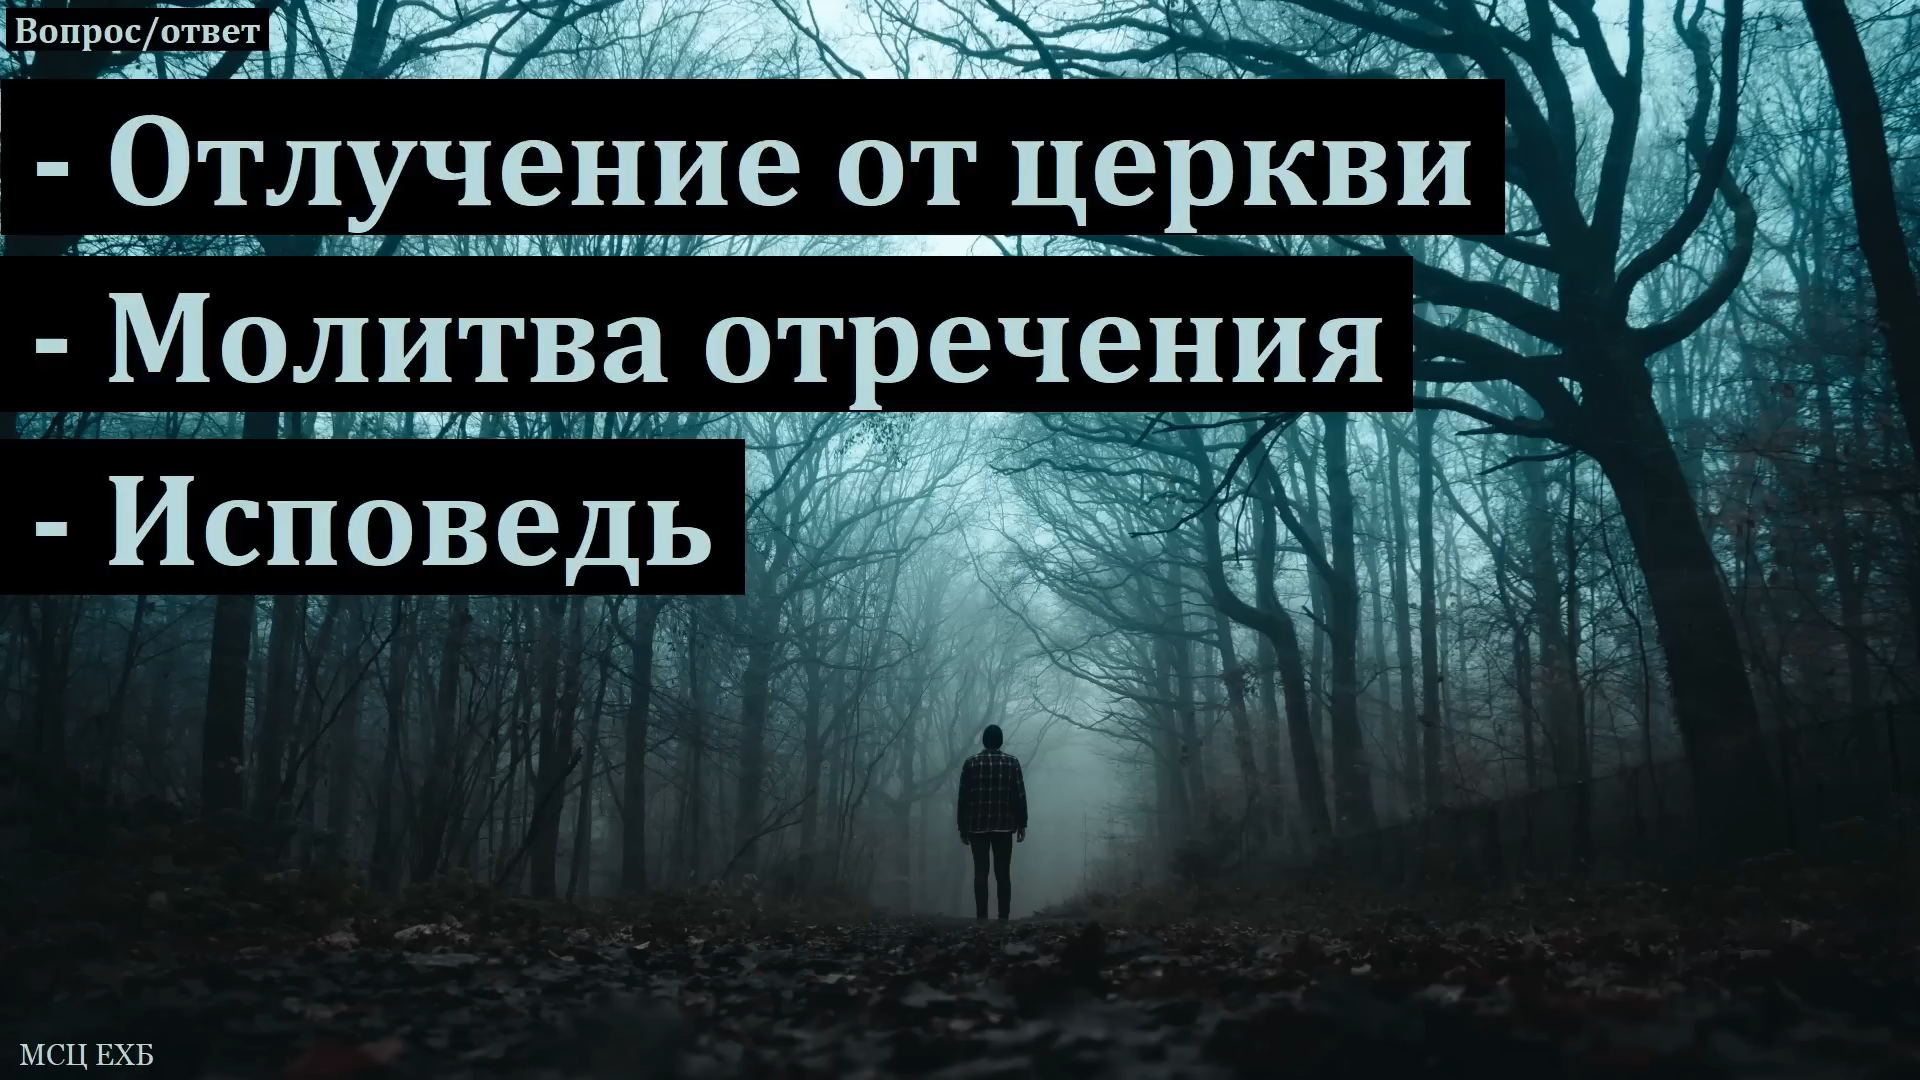 Вопрос/ответ
- Отлучение от церкви
- Молитва отречения
- Исповедь
МСЦ ЕХБ